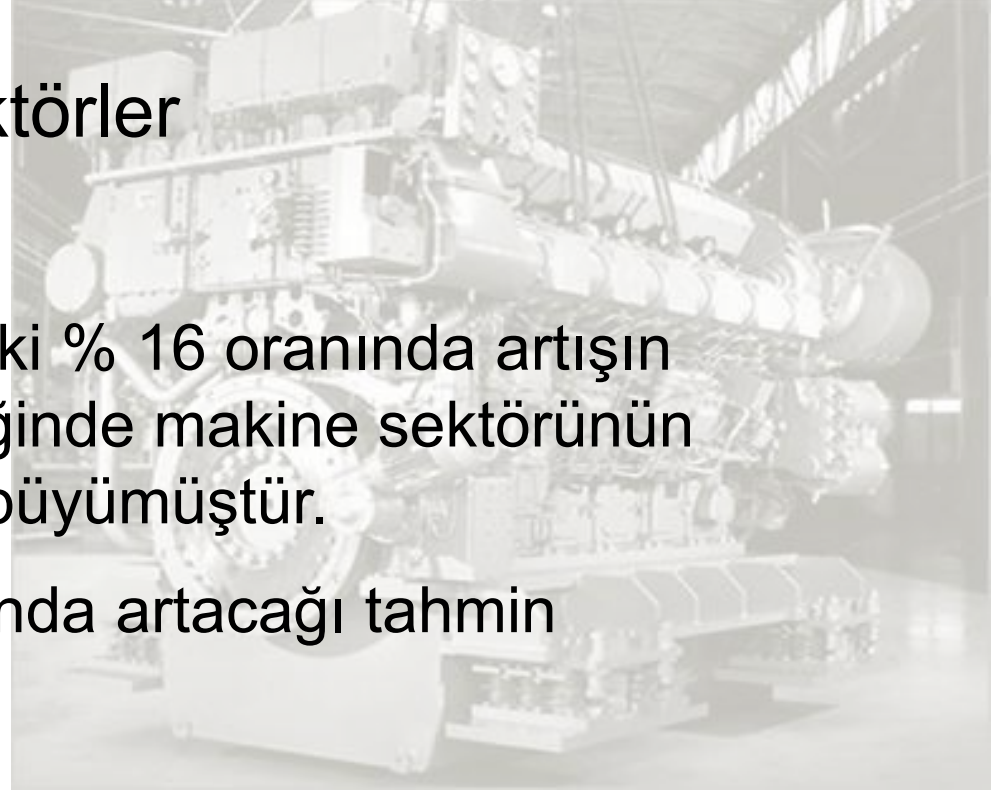 ktörler
ki % 16 oranında artışın
ğinde makine sektörünün
büyümüştür.
nda artacağı tahmin